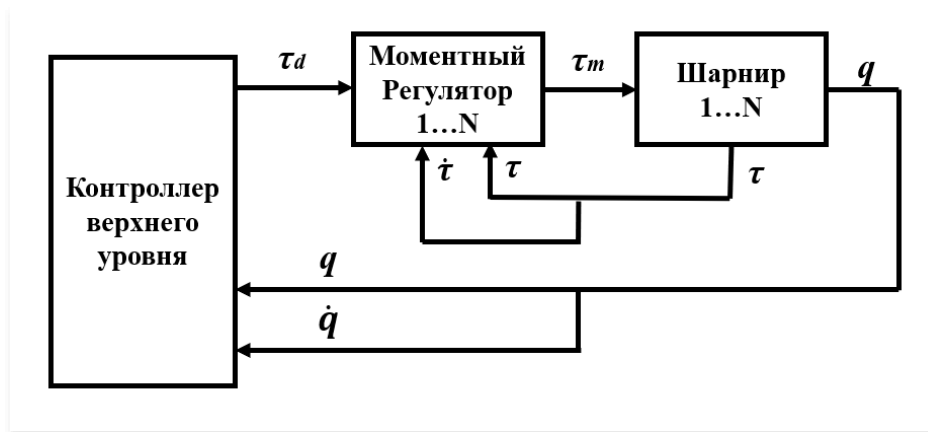 τd
Моментный
Регулятор
1…N
τm
Шарнир
1…N
q
τ̇
τ
τ
Контроллер
верхнего
уровня
q
q̇